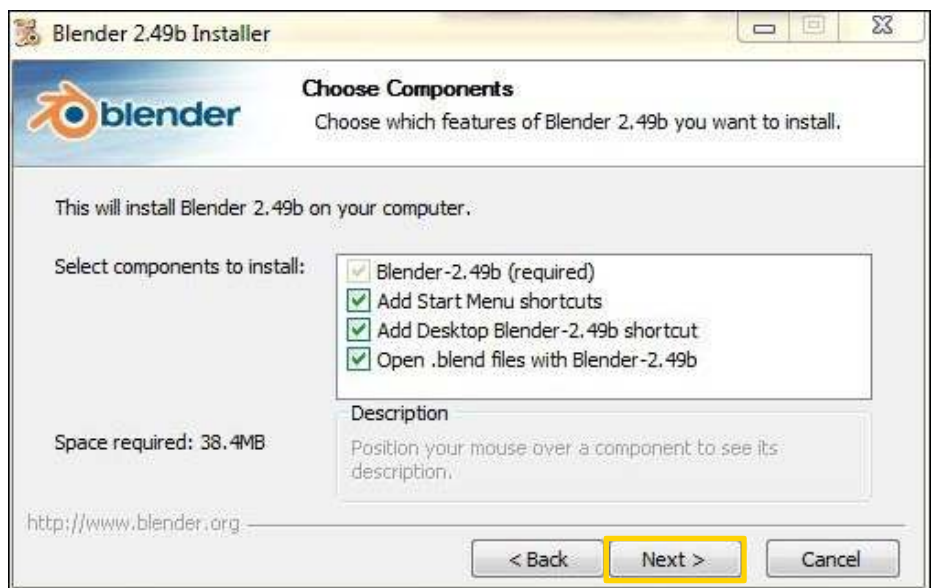 Blender 2.49b Installer
blender
Choose Components
Choose which features of Blender 2.49b you want to install.
This will install Blender 2.49b on your computer.
Select components to install:
Blender-2.49b (required)
Add Start Menu shortcuts
Add Desktop Blender-2.49b shortcut
Open .blend files with Blender-2.49b
Space required: 38.4MB
Description
Position your mouse over a component to see its
description.
http://www.blender.org
< Back
Next >
Cancel